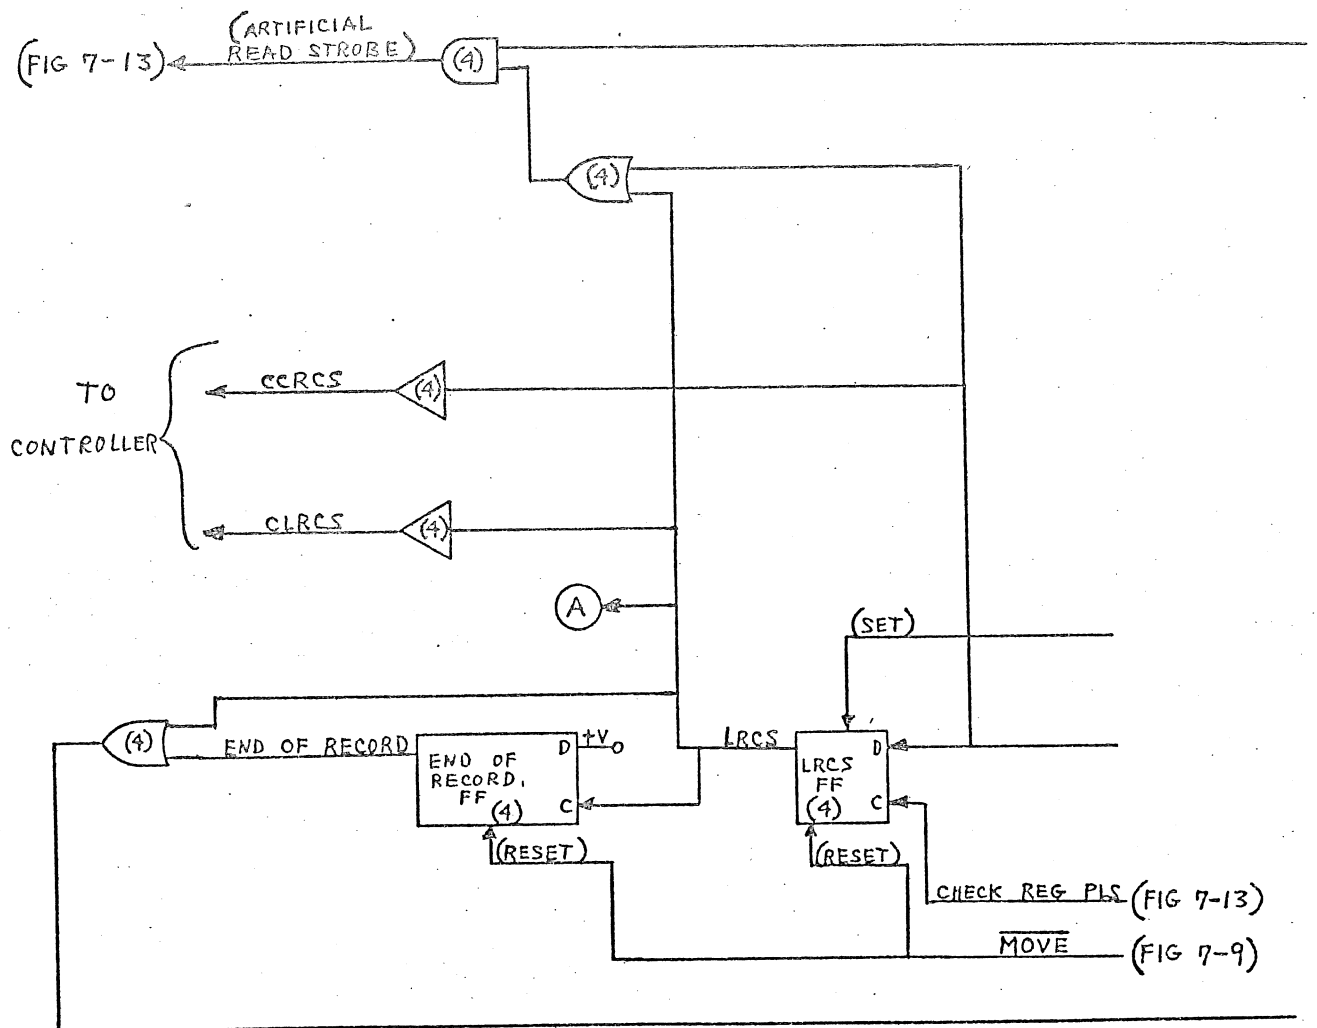 (ARTIFICIAL
READ STROBE)
(FIG 7-13)
(4)
(4)
TO
CONTROLLER
CCRCS
(4)
CLRCS
(4)
A
(SET)
(4)
END OF RECORD
END OF
RECORD.
FF
(4)
D
+V
C
(RESET)
LRCS
LRCS
FF
(4)
D
C
(RESET)
CHECK REG PLS (FIG 7-13)
MOVE (FIG 7-9)